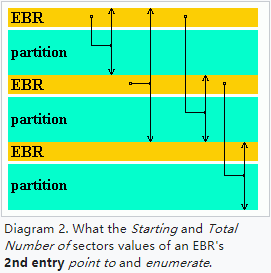 EBR
partition
EBR
partition
EBR
partition
Diagram 2. What the Starting and Total
Number of sectors values of an EBR's
2nd entry point to and enumerate.